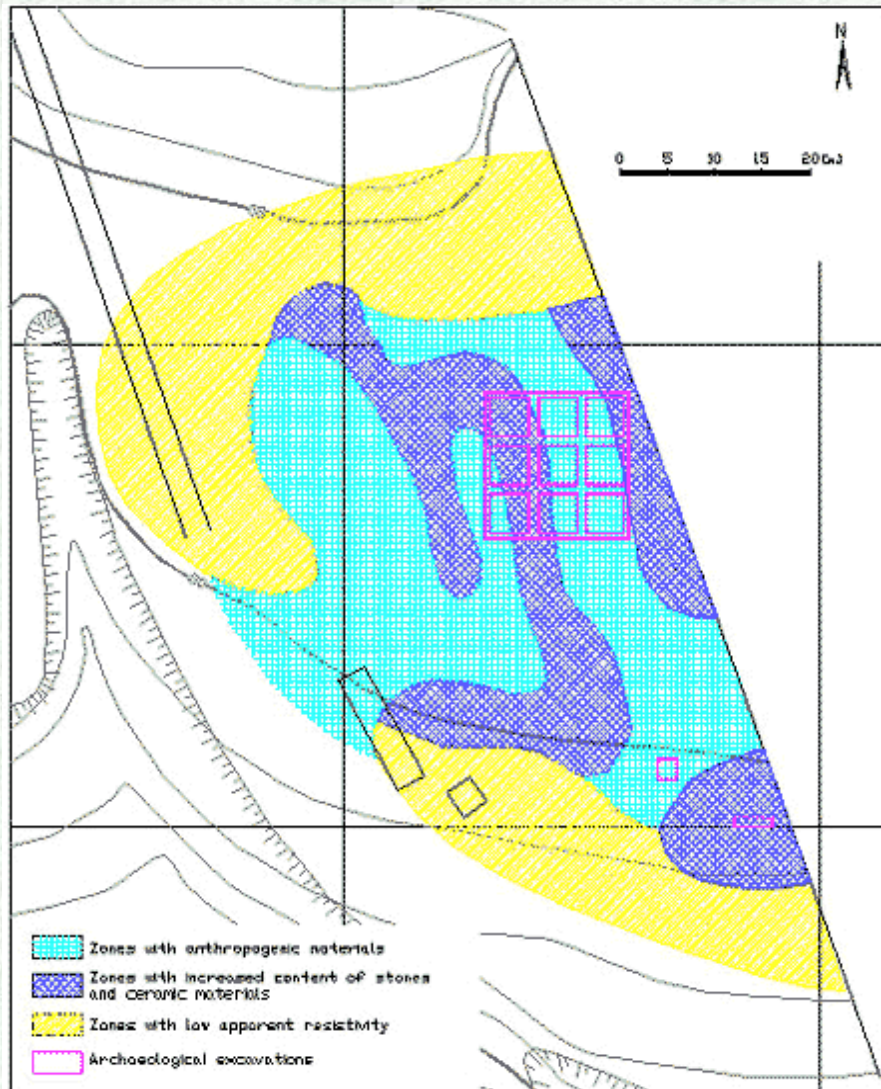 N
0 5 10 15 20[m]
Zones with anthropogenic materials
Zones with increased content of stones
and ceramic materials
Zones with low apparent resistivity
Archaeological excavations